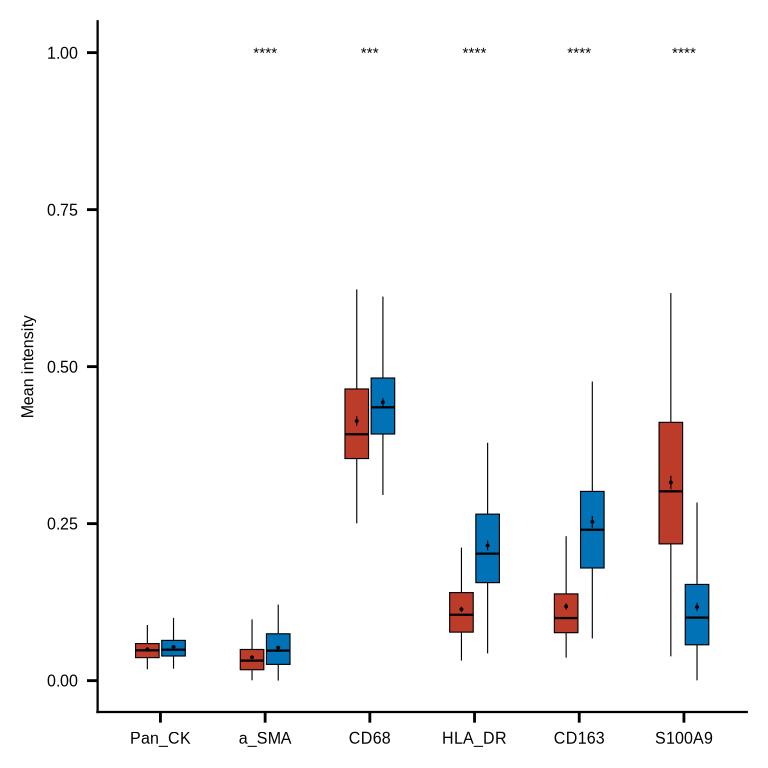 1.00
**** *** **** **** ****
0.75
0.50
0.25
0.00
Mean intensity
Pan_CK a_SMA CD68 HLA_DR CD163 S100A9